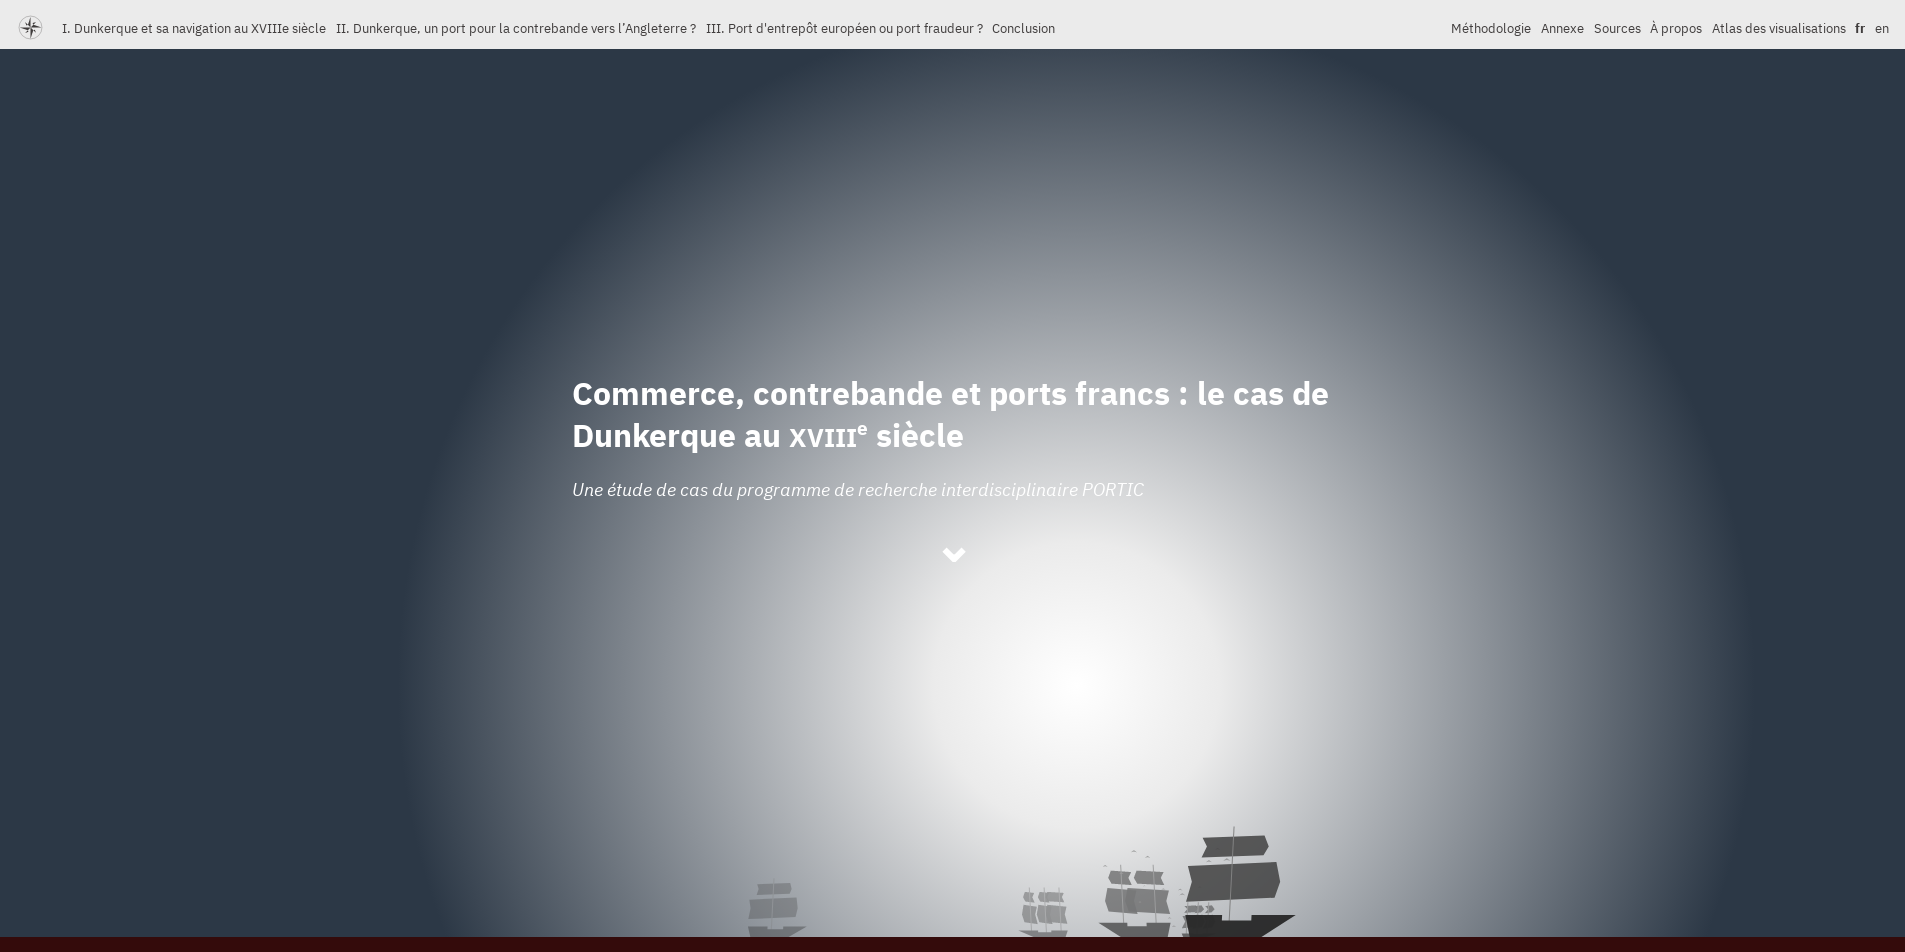 I. Dunkerque et sa navigation au XVIIIe siècle II. Dunkerque, un port pour la contrebande vers l’Angleterre ? III. Port d'entrepôt européen ou port fraudeur ? Conclusion Méthodologie Annexe Sources À propos Atlas des visualisations fr en
Commerce, contrebande et ports francs : le cas de
Dunkerque au XVIIIe siècle
Une étude de cas du programme de recherche interdisciplinaire PORTIC